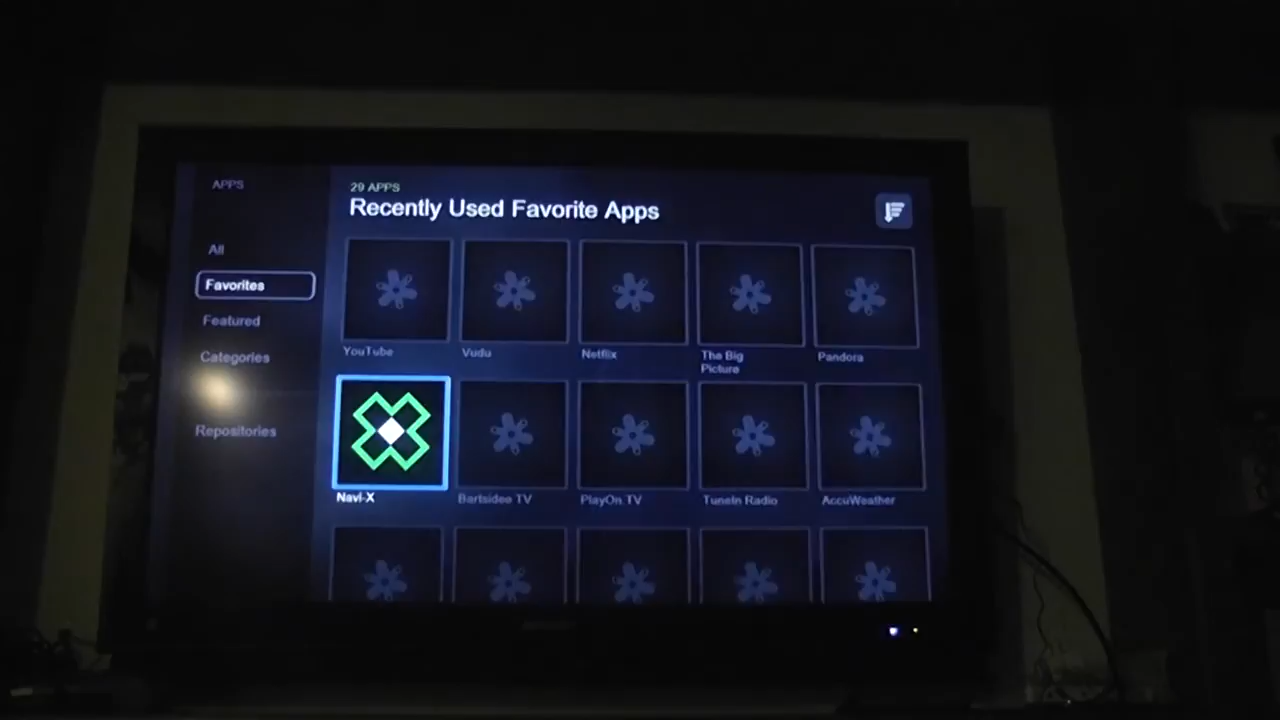 APPS
All
Favorites
Featured
Categories
Repositories
29 APPS
Recently Used Favorite Apps
YouTube
Vudu
Netflix
The Big
Picture
Pandora
Navi-X
Bartsidee TV
PlayOn TV
TuneIn Radio
AccuWeather